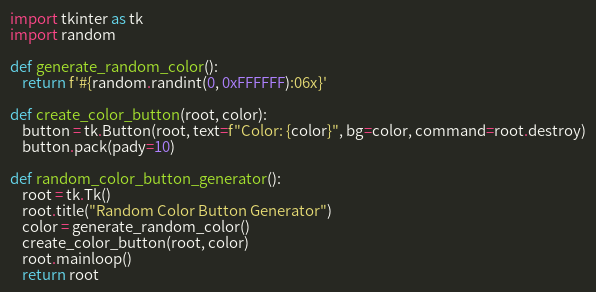 import tkinter as tk
import random

def generate_random_color():
    return f'#{random.randint(0, 0xFFFFFF):06x}'

def create_color_button(root, color):
    button = tk.Button(root, text=f"Color: {color}", bg=color, command=root.destroy)
    button.pack(pady=10)

def random_color_button_generator():
    root = tk.Tk()
    root.title("Random Color Button Generator")
    color = generate_random_color()
    create_color_button(root, color)
    root.mainloop()
    return root